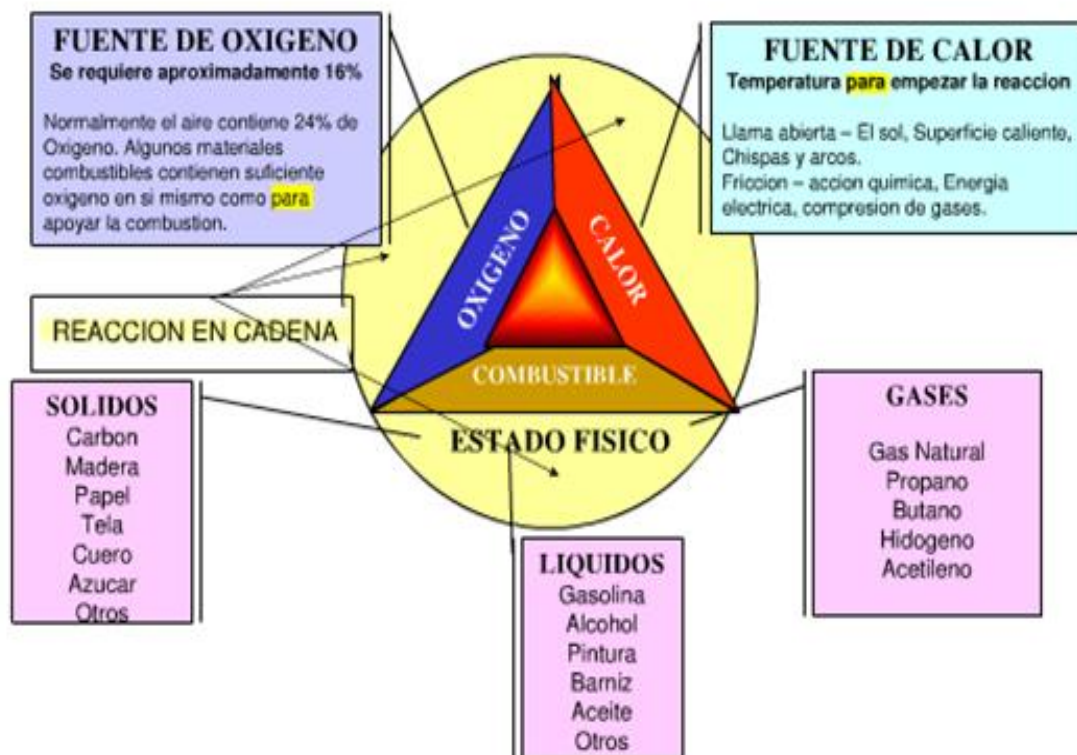 FUENTE DE OXIGENO
Se requiere aproximadamente 16%
Normalmente el aire contiene 24% de
Oxigeno. Algunos materiales
combustibles contienen suficiente
oxigeno en si mismo como para
apoyar la combustion.
FUENTE DE CALOR
Temperatura para empezar la reaccion
Llama abierta – El sol, Superficie caliente,
Chispas y arcos.
Friccion – accion quimica, Energia
electrica, compresion de gases.
OXIGENO
CALOR
COMBUSTIBLE
REACCION EN CADENA
ESTADO FISICO
SOLIDOS
Carbon
Madera
Papel
Tela
Cuero
Azucar
Otros
LIQUIDOS
Gasolina
Alcohol
Pintura
Barniz
Aceite
Otros
GASES
Gas Natural
Propano
Butano
Hidogeno
Acetileno